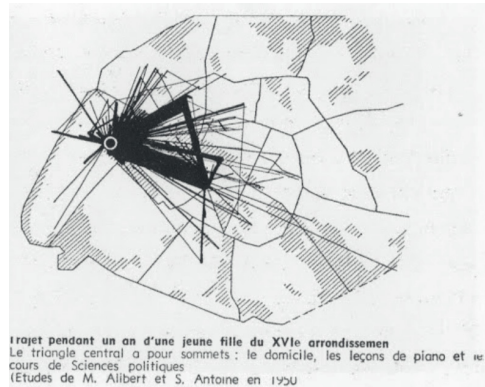 Trajet pendant un an d'une jeune fille du XVIe arrondissemen
Le triangle central a pour sommets : le domicile, les leçons de piano et le
cours de Sciences politiques
(Etudes de M. Alibert et S. Antoine en 1950